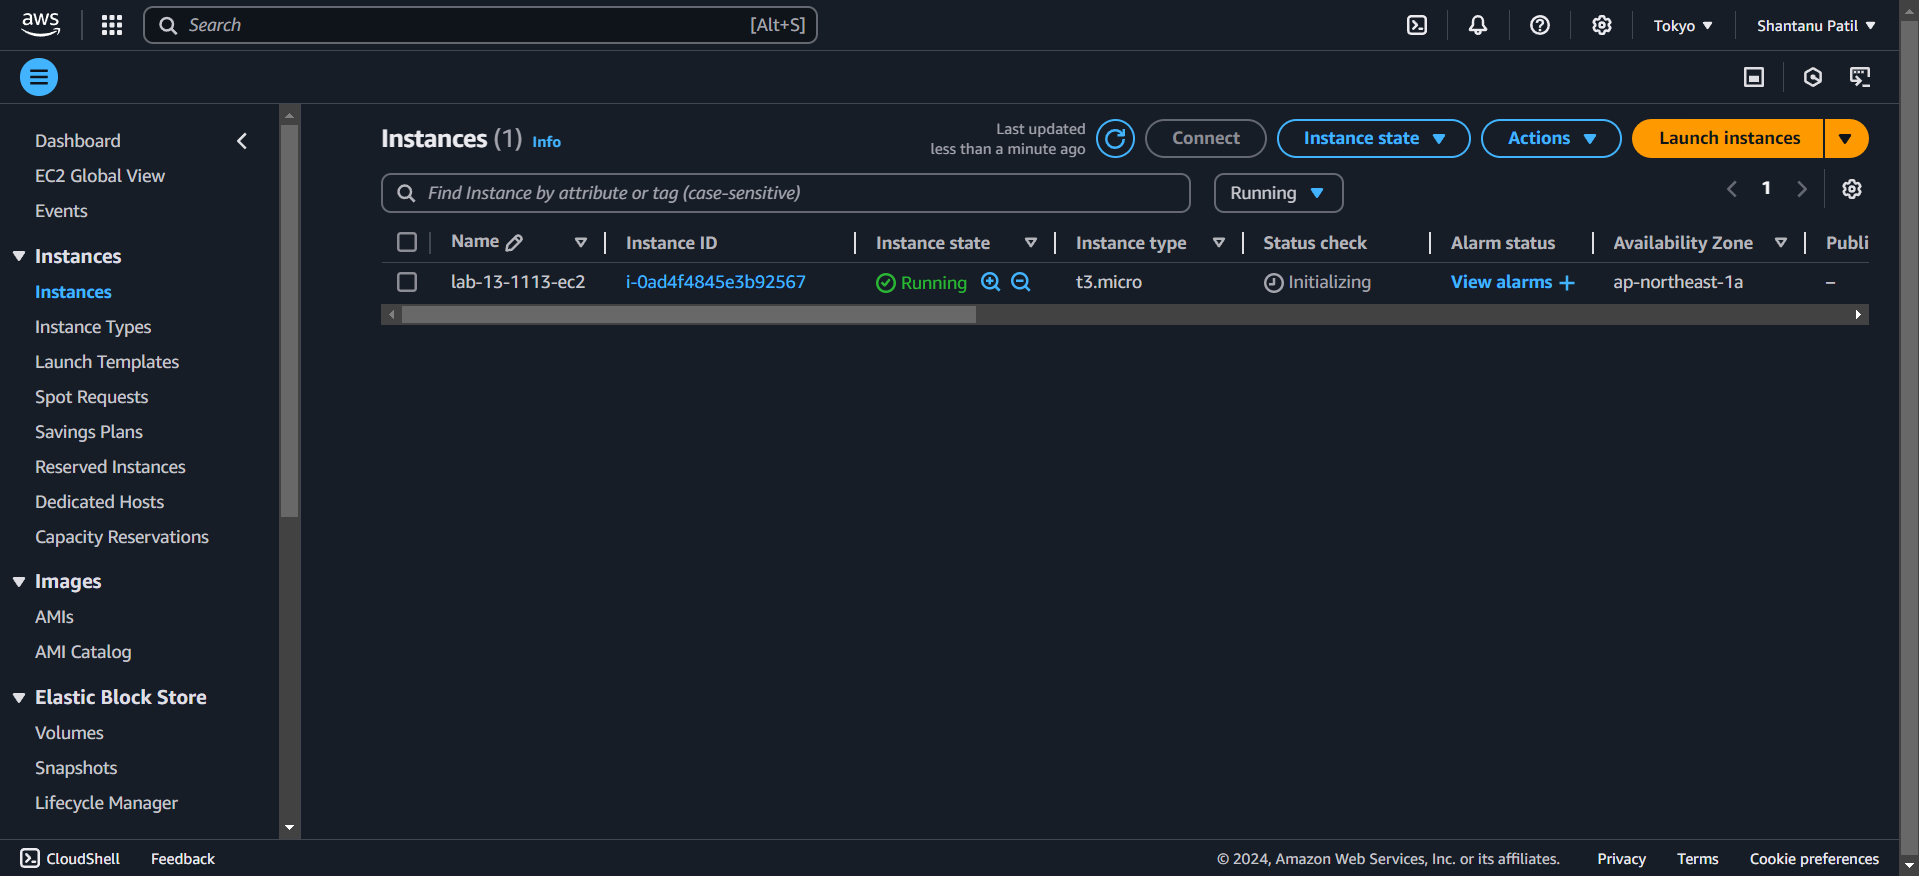 aws
Search [Alt+S]
Tokyo
Shantanu Patil
Dashboard
EC2 Global View
Events
Instances
Instances
Instance Types
Launch Templates
Spot Requests
Savings Plans
Reserved Instances
Dedicated Hosts
Capacity Reservations
Images
AMIs
AMI Catalog
Elastic Block Store
Volumes
Snapshots
Lifecycle Manager
Instances (1) Info
Last updated
less than a minute ago
Connect
Instance state
Actions
Launch instances
Find Instance by attribute or tag (case-sensitive)
Running
1
Name Instance ID Instance state Instance type Status check Alarm status Availability Zone Publi
lab-13-1113-ec2 i-0ad4f4845e3b92567 Running t3.micro Initializing View alarms + ap-northeast-1a –
CloudShell Feedback © 2024, Amazon Web Services, Inc. or its affiliates. Privacy Terms Cookie preferences